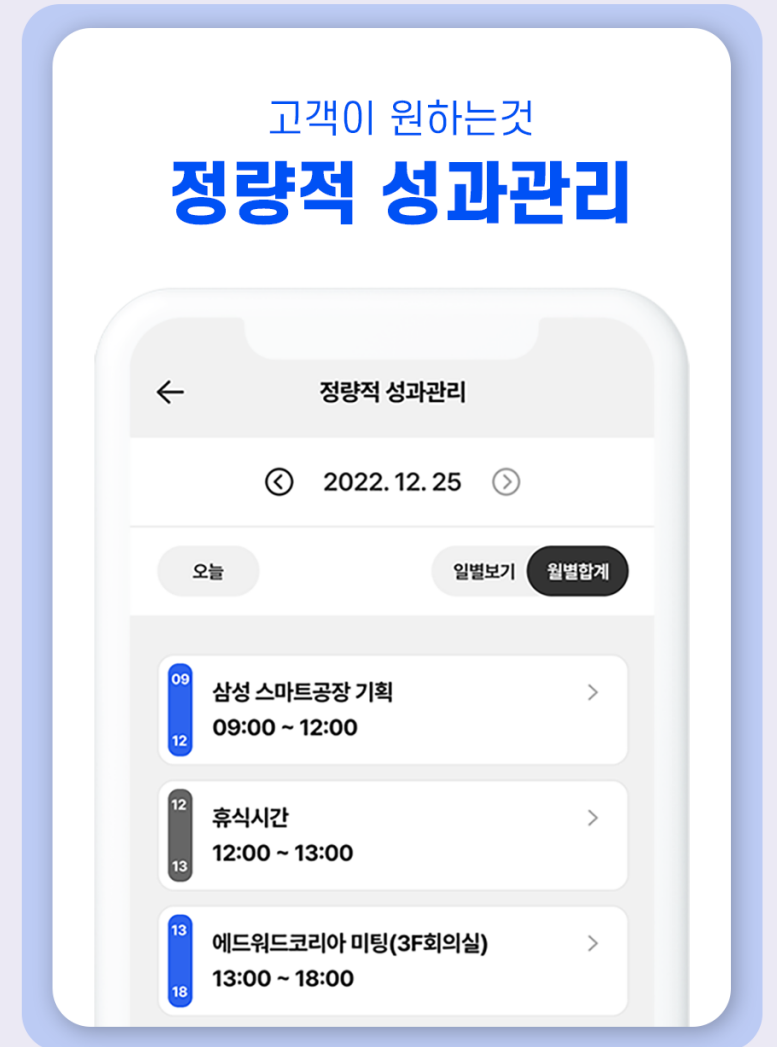 고객이 원하는것
정량적 성과관리
정량적 성과관리
2022. 12. 25
오늘
일별보기
월별합계
09
12
삼성 스마트공장 기획
09:00 ~ 12:00
12
13
휴식시간
12:00 ~ 13:00
13
18
에드워드코리아 미팅(3F회의실)
13:00 ~ 18:00